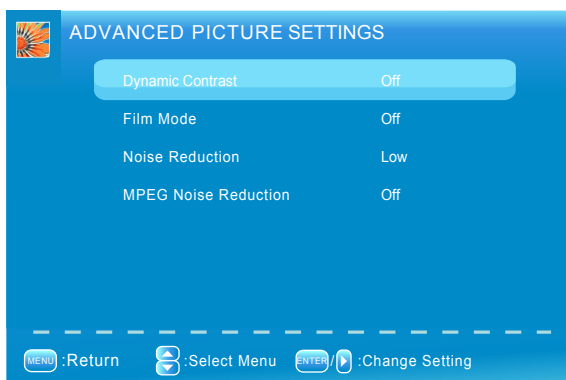 ADVANCED PICTURE SETTINGS
Dynamic Contrast Off
Film Mode Off
Noise Reduction Low
MPEG Noise Reduction Off
MENU :Return :Select Menu ENTER / :Change Setting